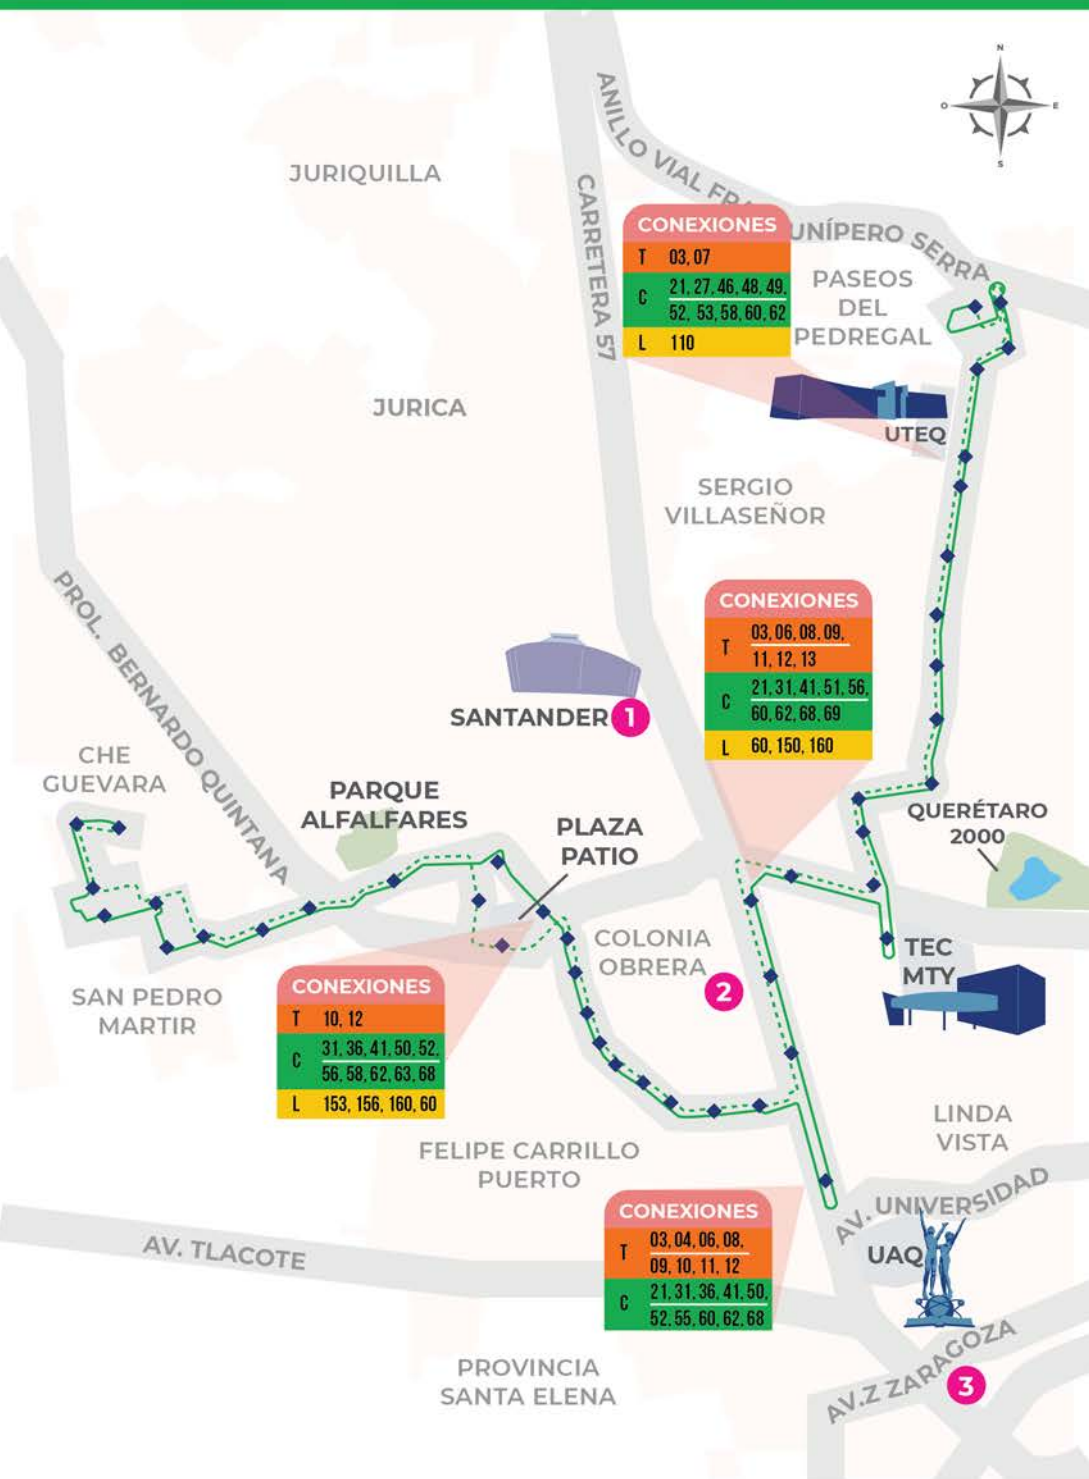 N
O
E
S
ANILLO VIAL FRA
UNÍPERO SERRA
JURIQUILLA
CARRETERA 57
CONEXIONES
T 03, 07
C 21, 27, 46, 48, 49,
52, 53, 58, 60, 62
L 110
PASEOS
DEL
PEDREGAL
JURICA
UTEQ
SERGIO
VILLASEÑOR
PROL. BERNARDO QUINTANA
CONEXIONES
T 03, 06, 08, 09,
11, 12, 13
C 21, 31, 41, 51, 56,
60, 62, 68, 69
L 60, 150, 160
SANTANDER 1
CHE
GUEVARA
PARQUE
ALFALFARES
PLAZA
PATIO
QUERÉTARO
2000
COLONIA
OBRERA
2
TEC
MTY
SAN PEDRO
MARTIR
CONEXIONES
T 10, 12
C 31, 36, 41, 50, 52,
56, 58, 62, 63, 68
L 153, 156, 160, 60
LINDA
VISTA
FELIPE CARRILLO
PUERTO
AV. UNIVERSIDAD
CONEXIONES
T 03, 04, 06, 08,
09, 10, 11, 12
C 21, 31, 36, 41, 50,
52, 55, 60, 62, 68
AV. TLACOTE
UAQ
PROVINCIA
SANTA ELENA
AV.Z ZARAGOZA
3